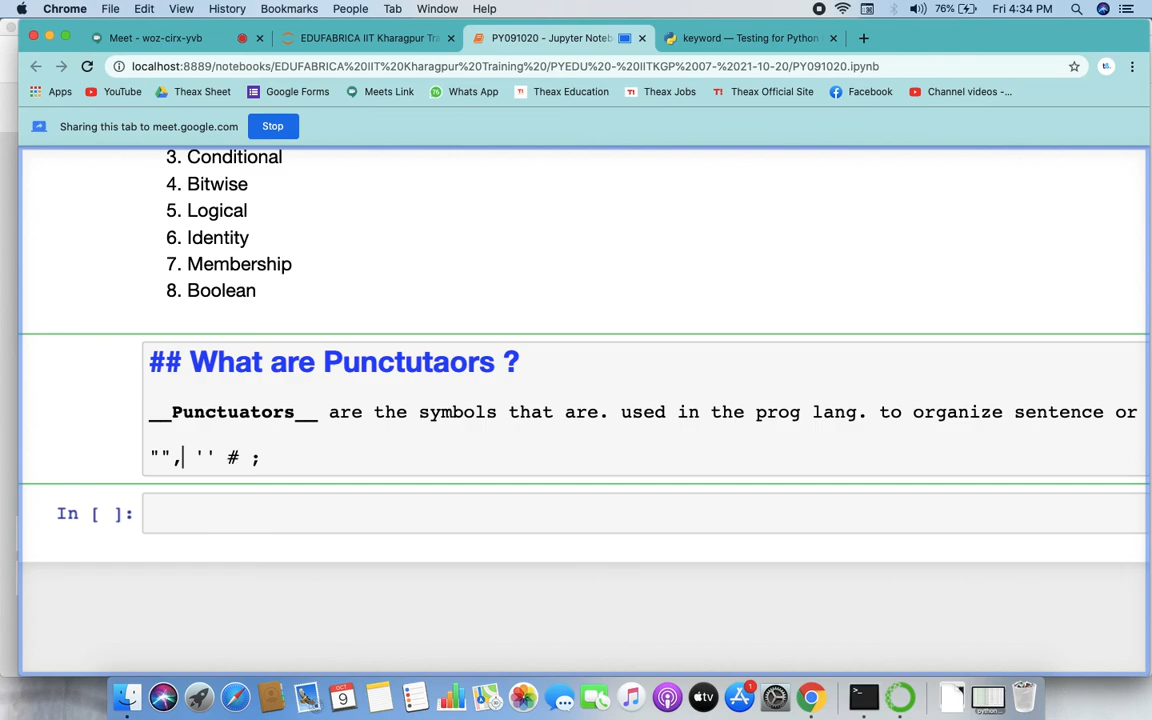 Chrome File Edit View History Bookmarks People Tab Window Help 76% Fri 4:34 PM
Meet - woz-cirx-yvb EDUFABRICA IIT Kharagpur Tra PY091020 - Jupyter Noteb keyword — Testing for Python
localhost:8889/notebooks/EDUFABRICA%20IIT%20Kharagpur%20Training%20/PYEDU%20-%20IITKGP%2007-%2021-10-20/PY091020.ipynb
Apps YouTube Theax Sheet Google Forms Meets Link Whats App Theax Education Theax Jobs Theax Official Site Facebook Channel videos -...
Sharing this tab to meet.google.com Stop
3. Conditional
4. Bitwise
5. Logical
6. Identity
7. Membership
8. Boolean
## What are Punctutaors ?
__Punctuators__ are the symbols that are. used in the prog lang. to organize sentence or
"", '' # ;
In [ ]: